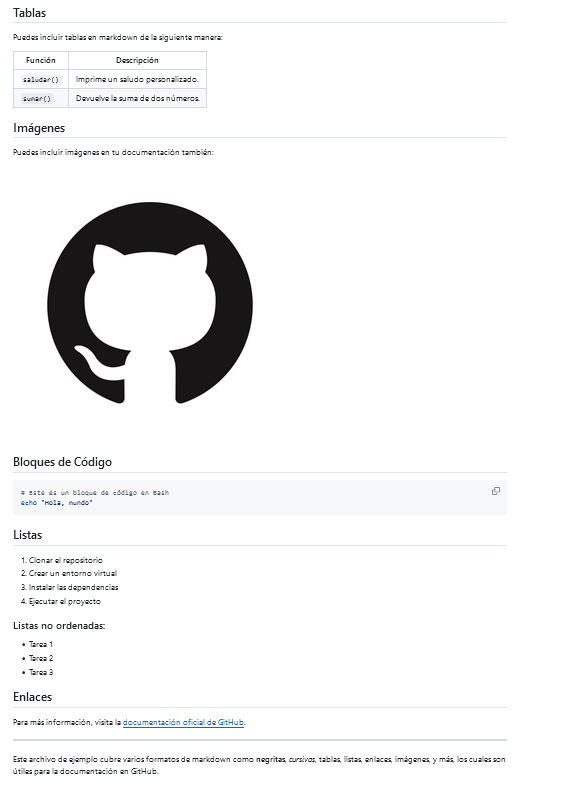 Tablas
Puedes incluir tablas en markdown de la siguiente manera:
Función Descripción
saludar() Imprime un saludo personalizado.
sumar() Devuelve la suma de dos números.
Imágenes
Puedes incluir imágenes en tu documentación también:
Bloques de Código
# Este es un bloque de código en Bash
echo "Hola, mundo"
Listas
1. Clonar el repositorio
2. Crear un entorno virtual
3. Instalar las dependencias
4. Ejecutar el proyecto
Listas no ordenadas:
• Tarea 1
• Tarea 2
• Tarea 3
Enlaces
Para más información, visita la documentación oficial de GitHub.
Este archivo de ejemplo cubre varios formatos de markdown como negritas, cursivas, tablas, listas, enlaces, imágenes, y más, los cuales son
útiles para la documentación en GitHub.